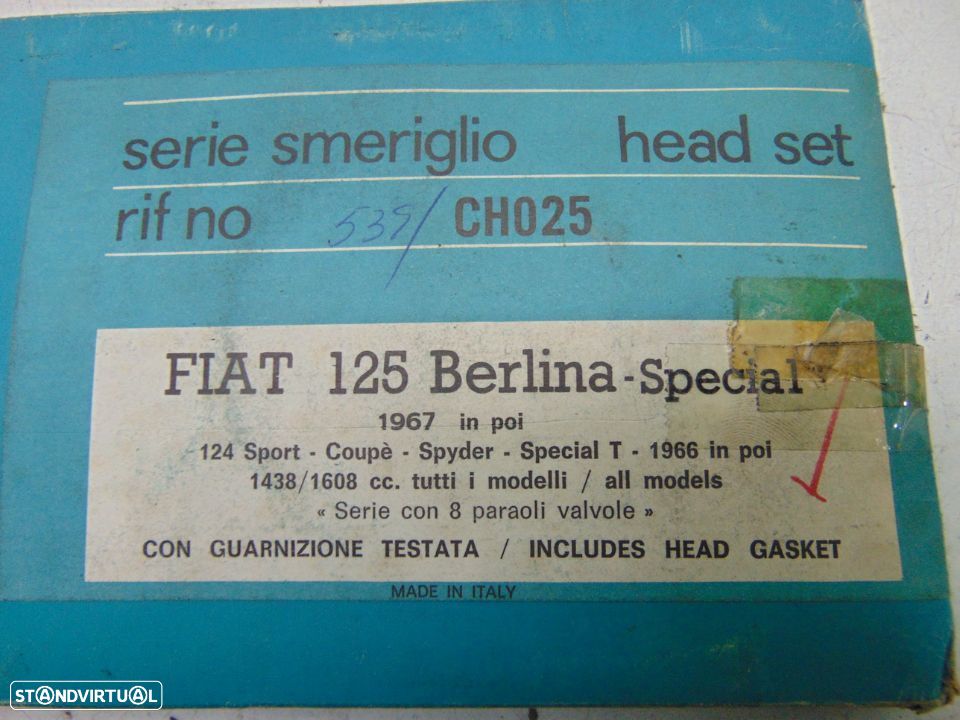 serie smeriglio head set
rif no 539/ CH025
FIAT 125 Berlina - Special
1967 in poi
124 Sport - Coupè - Spyder - Special T - 1966 in poi
1438/1608 cc. tutti i modelli / all models
« Serie con 8 paraoli valvole »
CON GUARNIZIONE TESTATA / INCLUDES HEAD GASKET
MADE IN ITALY
STANDVIRTUAL